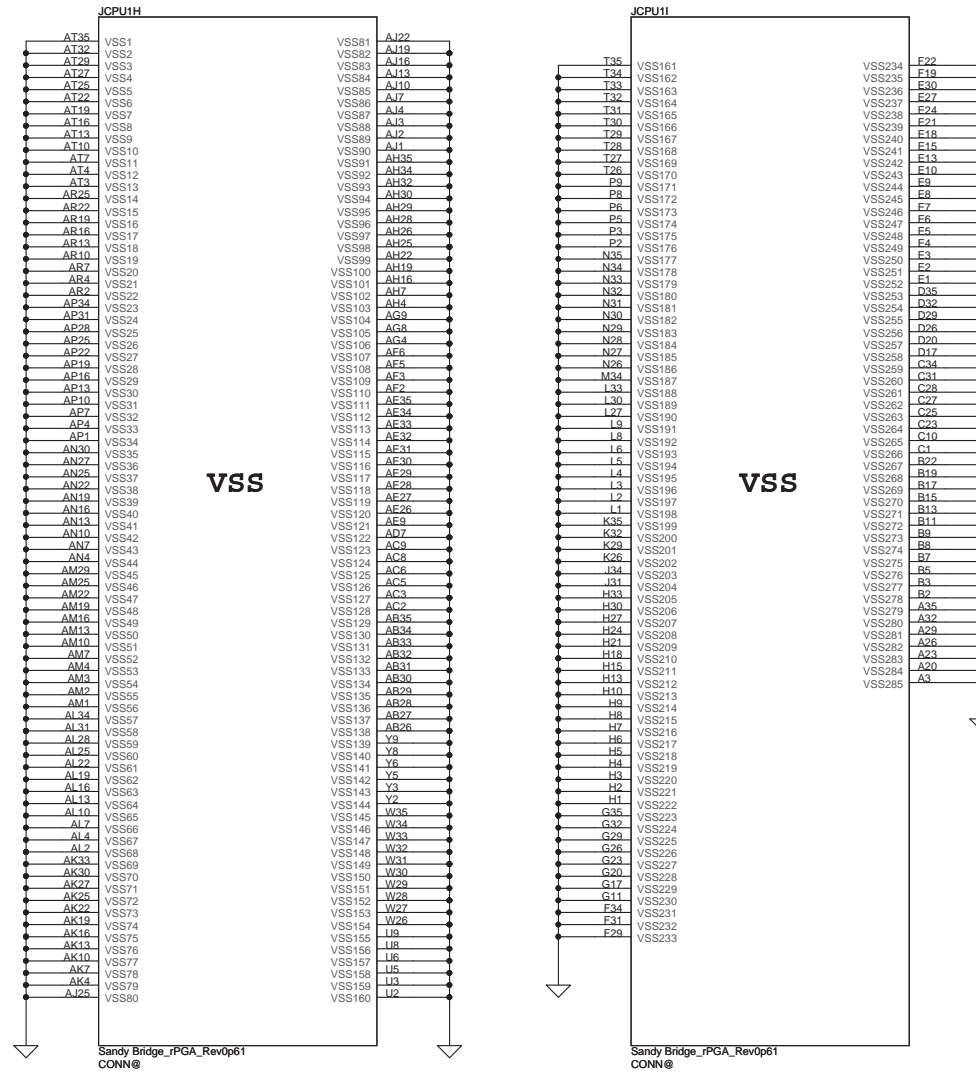 JCPU1H
AT35 VSS1 VSS81 AJ22
AT32 VSS2 VSS82 AJ19
AT29 VSS3 VSS83 AJ16
AT27 VSS4 VSS84 AJ13
AT25 VSS5 VSS85 AJ10
AT22 VSS6 VSS86 AJ7
AT19 VSS7 VSS87 AJ4
AT16 VSS8 VSS88 AJ3
AT13 VSS9 VSS89 AJ2
AT10 VSS10 VSS90 AJ1
AT7 VSS11 VSS91 AH35
AT4 VSS12 VSS92 AH34
AT3 VSS13 VSS93 AH32
AR25 VSS14 VSS94 AH30
AR22 VSS15 VSS95 AH29
AR19 VSS16 VSS96 AH28
AR16 VSS17 VSS97 AH26
AR13 VSS18 VSS98 AH25
AR10 VSS19 VSS99 AH22
AR7 VSS20 VSS100 AH19
AR4 VSS21 VSS101 AH16
AR2 VSS22 VSS102 AH7
AP34 VSS23 VSS103 AH4
AP31 VSS24 VSS104 AG9
AP28 VSS25 VSS105 AG8
AP25 VSS26 VSS106 AG4
AP22 VSS27 VSS107 AF6
AP19 VSS28 VSS108 AF5
AP16 VSS29 VSS109 AF3
AP13 VSS30 VSS110 AF2
AP10 VSS31 VSS111 AE35
AP7 VSS32 VSS112 AE34
AP4 VSS33 VSS113 AE33
AP1 VSS34 VSS114 AE32
AN30 VSS35 VSS115 AE31
AN27 VSS36 VSS116 AE30
AN25 VSS37 VSS117 AE29
AN22 VSS38 VSS118 AE28
AN19 VSS39 VSS119 AE27
AN16 VSS40 VSS120 AE26
AN13 VSS41 VSS121 AE9
AN10 VSS42 VSS122 AD7
AN7 VSS43 VSS123 AC9
AN4 VSS44 VSS124 AC8
AM29 VSS45 VSS125 AC6
AM25 VSS46 VSS126 AC5
AM22 VSS47 VSS127 AC3
AM19 VSS48 VSS128 AC2
AM16 VSS49 VSS129 AB35
AM13 VSS50 VSS130 AB34
AM10 VSS51 VSS131 AB33
AM7 VSS52 VSS132 AB32
AM4 VSS53 VSS133 AB31
AM3 VSS54 VSS134 AB30
AM2 VSS55 VSS135 AB29
AM1 VSS56 VSS136 AB28
AL34 VSS57 VSS137 AB27
AL31 VSS58 VSS138 AB26
AL28 VSS59 VSS139 Y9
AL25 VSS60 VSS140 Y8
AL22 VSS61 VSS141 Y6
AL19 VSS62 VSS142 Y5
AL16 VSS63 VSS143 Y3
AL13 VSS64 VSS144 Y2
AL10 VSS65 VSS145 W35
AL7 VSS66 VSS146 W34
AL4 VSS67 VSS147 W33
AL2 VSS68 VSS148 W32
AK33 VSS69 VSS149 W31
AK30 VSS70 VSS150 W30
AK27 VSS71 VSS151 W29
AK25 VSS72 VSS152 W28
AK22 VSS73 VSS153 W27
AK19 VSS74 VSS154 W26
AK16 VSS75 VSS155 U9
AK13 VSS76 VSS156 U8
AK10 VSS77 VSS157 U6
AK7 VSS78 VSS158 U5
AK4 VSS79 VSS159 U3
AJ25 VSS80 VSS160 U2
VSS
Sandy Bridge_rPGA_Rev0p61
CONN@
JCPU1I
T35 VSS161 VSS234 F22
T34 VSS162 VSS235 F19
T33 VSS163 VSS236 E30
T32 VSS164 VSS237 E27
T31 VSS165 VSS238 E24
T30 VSS166 VSS239 E21
T29 VSS167 VSS240 E18
T28 VSS168 VSS241 E15
T27 VSS169 VSS242 E13
T26 VSS170 VSS243 E10
P9 VSS171 VSS244 E9
P8 VSS172 VSS245 E8
P6 VSS173 VSS246 E7
P5 VSS174 VSS247 E6
P3 VSS175 VSS248 E5
P2 VSS176 VSS249 E4
N35 VSS177 VSS250 E3
N34 VSS178 VSS251 E2
N33 VSS179 VSS252 E1
N32 VSS180 VSS253 D35
N31 VSS181 VSS254 D32
N30 VSS182 VSS255 D29
N29 VSS183 VSS256 D26
N28 VSS184 VSS257 D20
N27 VSS185 VSS258 D17
N26 VSS186 VSS259 C34
M34 VSS187 VSS260 C31
L33 VSS188 VSS261 C28
L30 VSS189 VSS262 C27
L27 VSS190 VSS263 C25
L9 VSS191 VSS264 C23
L8 VSS192 VSS265 C10
L6 VSS193 VSS266 C1
L5 VSS194 VSS267 B22
L4 VSS195 VSS268 B19
L3 VSS196 VSS269 B17
L2 VSS197 VSS270 B15
L1 VSS198 VSS271 B13
K35 VSS199 VSS272 B11
K32 VSS200 VSS273 B9
K29 VSS201 VSS274 B8
K26 VSS202 VSS275 B7
J34 VSS203 VSS276 B5
J31 VSS204 VSS277 B3
H33 VSS205 VSS278 B2
H30 VSS206 VSS279 A35
H27 VSS207 VSS280 A32
H24 VSS208 VSS281 A29
H21 VSS209 VSS282 A26
H18 VSS210 VSS283 A23
H15 VSS211 VSS284 A20
H13 VSS212 VSS285 A3
H10 VSS213
H9 VSS214
H8 VSS215
H7 VSS216
H6 VSS217
H5 VSS218
H4 VSS219
H3 VSS220
H2 VSS221
H1 VSS222
G35 VSS223
G32 VSS224
G29 VSS225
G26 VSS226
G23 VSS227
G20 VSS228
G17 VSS229
G11 VSS230
F34 VSS231
F31 VSS232
F29 VSS233
VSS
Sandy Bridge_rPGA_Rev0p61
CONN@